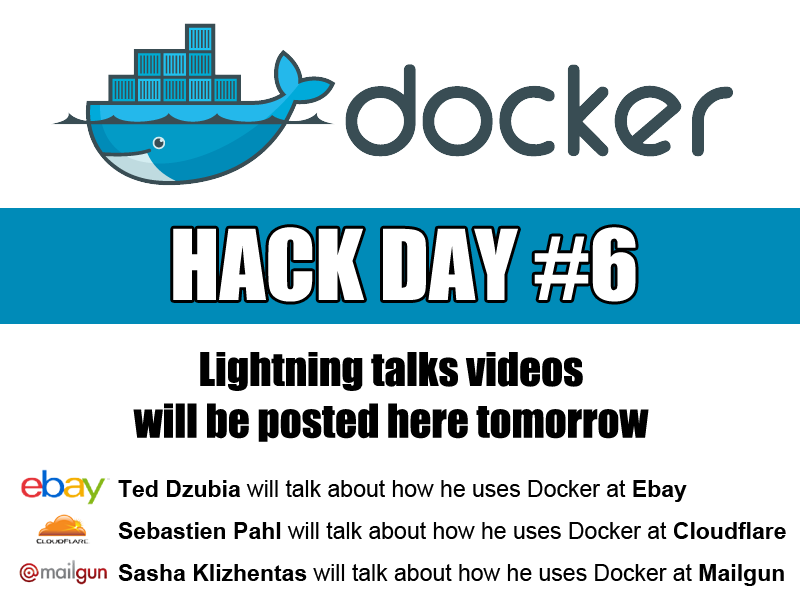 docker
HACK DAY #6
Lightning talks videos
will be posted here tomorrow
ebay Ted Dzubia will talk about how he uses Docker at Ebay
CLOUDFLARE Sebastien Pahl will talk about how he uses Docker at Cloudflare
@mailgun Sasha Klizhentas will talk about how he uses Docker at Mailgun